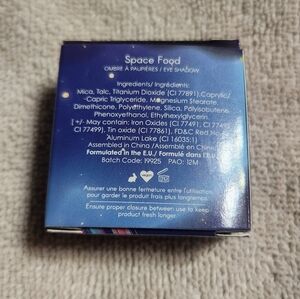 Space Food
OMBRE À PAUPIÈRES / EYE SHADOW
Ingredients/ Ingrédients:
Mica, Talc, Titanium Dioxide (CI 77891), Caprylic/
Capric Triglyceride, Magnesium Stearate,
Dimethicone, Polyethylene, Silica, Polyisobutene,
Phenoxyethanol, Ethylhexylglycerin.
[+/- May contain: Iron Oxides (CI 77491, CI
CI 77499), Tin oxide (CI 77861), FD&C Red No
Aluminum Lake (CI 16035:1)
Assembled in China / Assemblé en Chine
Formulated in the E.U./ Formulé dans l'E.U.
Batch Code: 19925 PAO: 12M
Assurer une bonne fermeture entre l'utilisation
pour garder le produit frais plus longtemps.
Ensure proper closure between use to keep
product fresh longer.